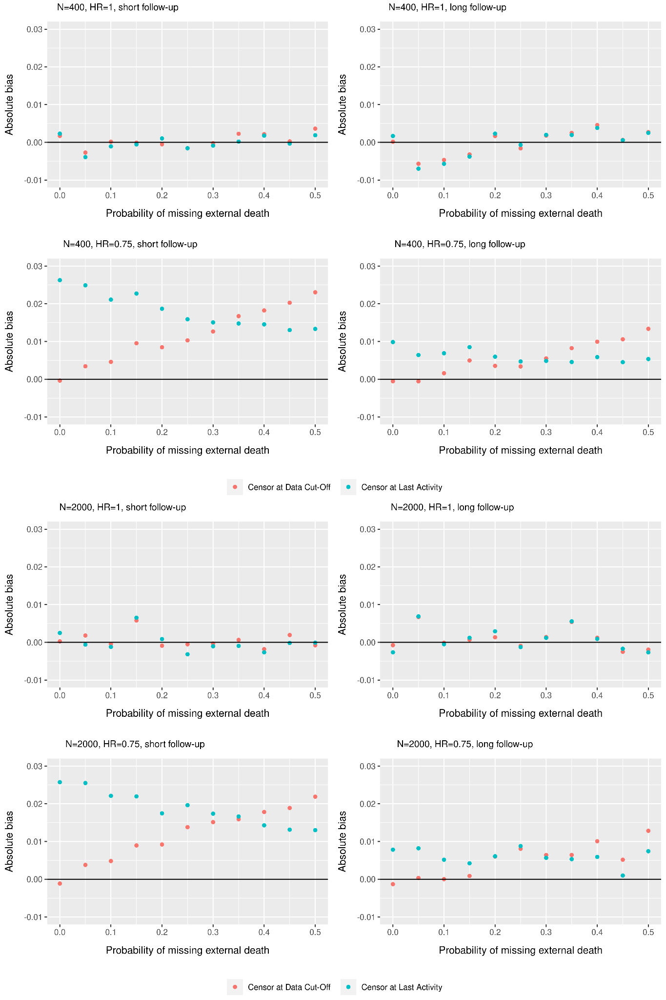 N=400, HR=1, short follow-up
0.03
0.02
0.01
0.00
-0.01
Absolute bias
0.0 0.1 0.2 0.3 0.4 0.5
Probability of missing external death
N=400, HR=1, long follow-up
0.03
0.02
0.01
0.00
-0.01
Absolute bias
0.0 0.1 0.2 0.3 0.4 0.5
Probability of missing external death
N=400, HR=0.75, short follow-up
0.03
0.02
0.01
0.00
-0.01
Absolute bias
0.0 0.1 0.2 0.3 0.4 0.5
Probability of missing external death
N=400, HR=0.75, long follow-up
0.03
0.02
0.01
0.00
-0.01
Absolute bias
0.0 0.1 0.2 0.3 0.4 0.5
Probability of missing external death
Censor at Data Cut-Off Censor at Last Activity
N=2000, HR=1, short follow-up
0.03
0.02
0.01
0.00
-0.01
Absolute bias
0.0 0.1 0.2 0.3 0.4 0.5
Probability of missing external death
N=2000, HR=1, long follow-up
0.03
0.02
0.01
0.00
-0.01
Absolute bias
0.0 0.1 0.2 0.3 0.4 0.5
Probability of missing external death
N=2000, HR=0.75, short follow-up
0.03
0.02
0.01
0.00
-0.01
Absolute bias
0.0 0.1 0.2 0.3 0.4 0.5
Probability of missing external death
N=2000, HR=0.75, long follow-up
0.03
0.02
0.01
0.00
-0.01
Absolute bias
0.0 0.1 0.2 0.3 0.4 0.5
Probability of missing external death
Censor at Data Cut-Off Censor at Last Activity